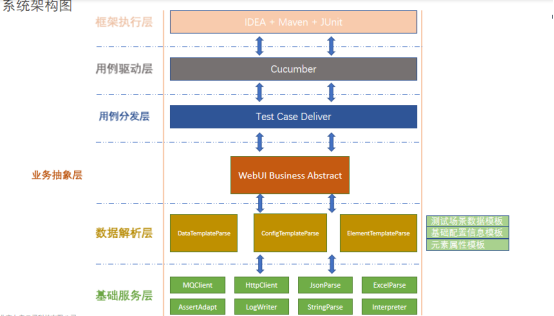 系统架构图
框架执行层
IDEA + Maven + JUnit
用例驱动层
Cucumber
用例分发层
Test Case Deliver
业务抽象层
WebUI Business Abstract
数据解析层
DataTemplateParse
ConfigTemplateParse
ElementTemplateParse
测试场景数据模板
基础配置信息模板
元素属性模板
基础服务层
MQClient
HttpClient
JsonParse
ExcelParse
AssertAdapt
LogWriter
StringParse
Interpreter